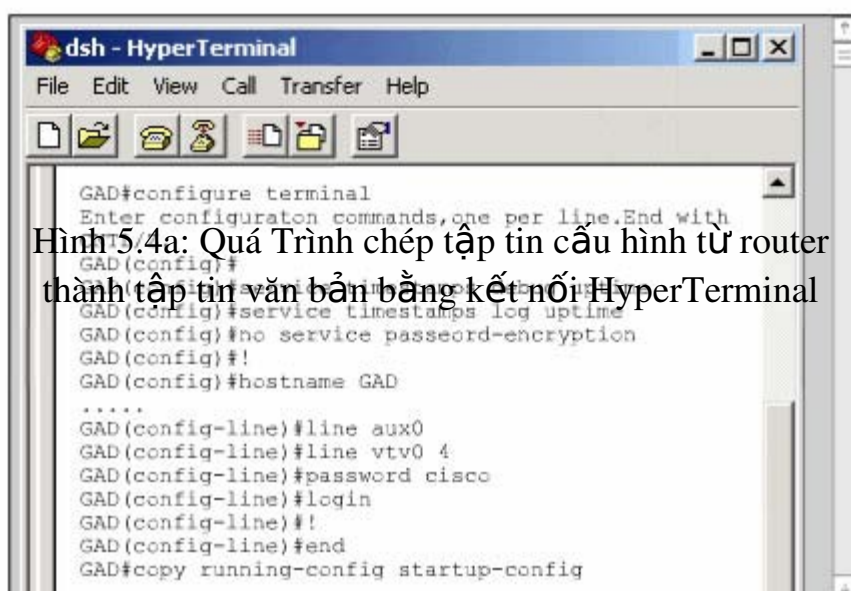 dsh - HyperTerminal
File Edit View Call Transfer Help
GAD#configure terminal
Enter configuraton commands,one per line.End with
Hình 5.4a: Quá Trình chép tập tin cấu hình từ router
GAD(config)#
thành tập tin văn bản bằng kết nối HyperTerminal
GAD(config)#service timestamps log uptime
GAD(config)#no service passeord-encryption
GAD(config)#!
GAD(config)#hostname GAD
.....
GAD(config-line)#line aux0
GAD(config-line)#line vtv0 4
GAD(config-line)#password cisco
GAD(config-line)#login
GAD(config-line)#!
GAD(config-line)#end
GAD#copy running-config startup-config